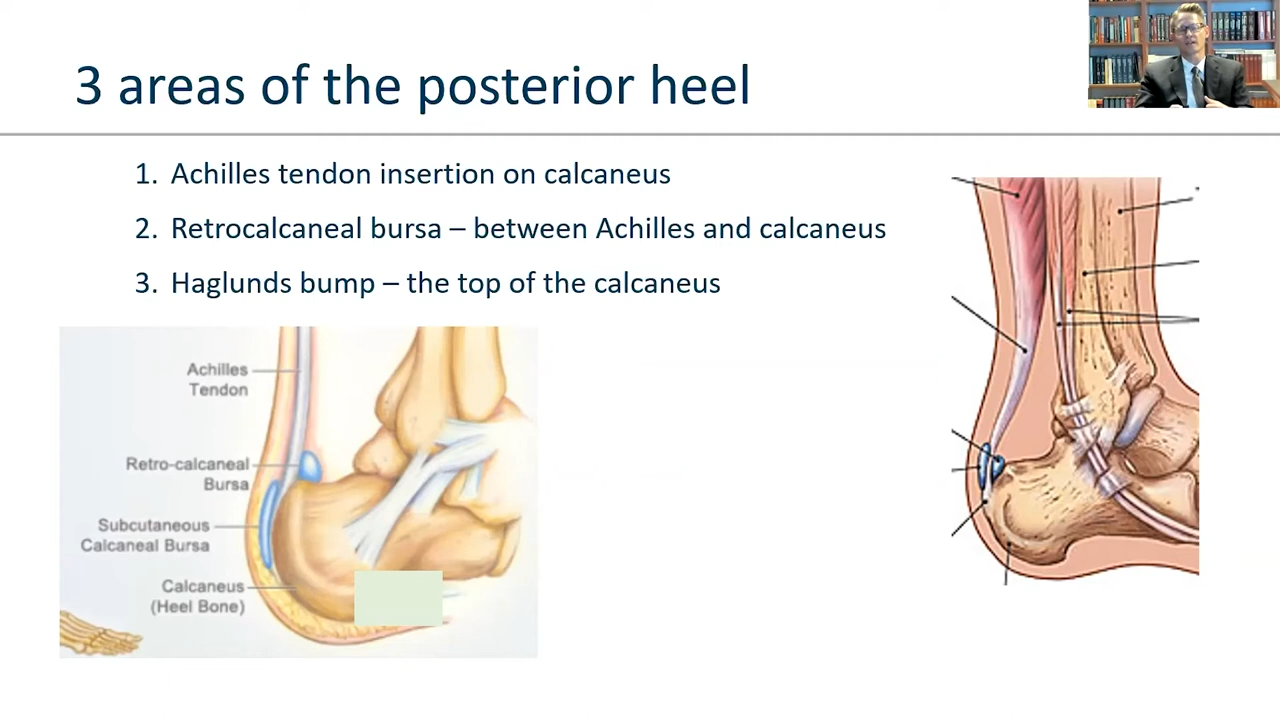 3 areas of the posterior heel
1. Achilles tendon insertion on calcaneus
2. Retrocalcaneal bursa – between Achilles and calcaneus
3. Haglunds bump – the top of the calcaneus
Achilles
Tendon
Retro-calcaneal
Bursa
Subcutaneous
Calcaneal Bursa
Calcaneus
(Heel Bone)